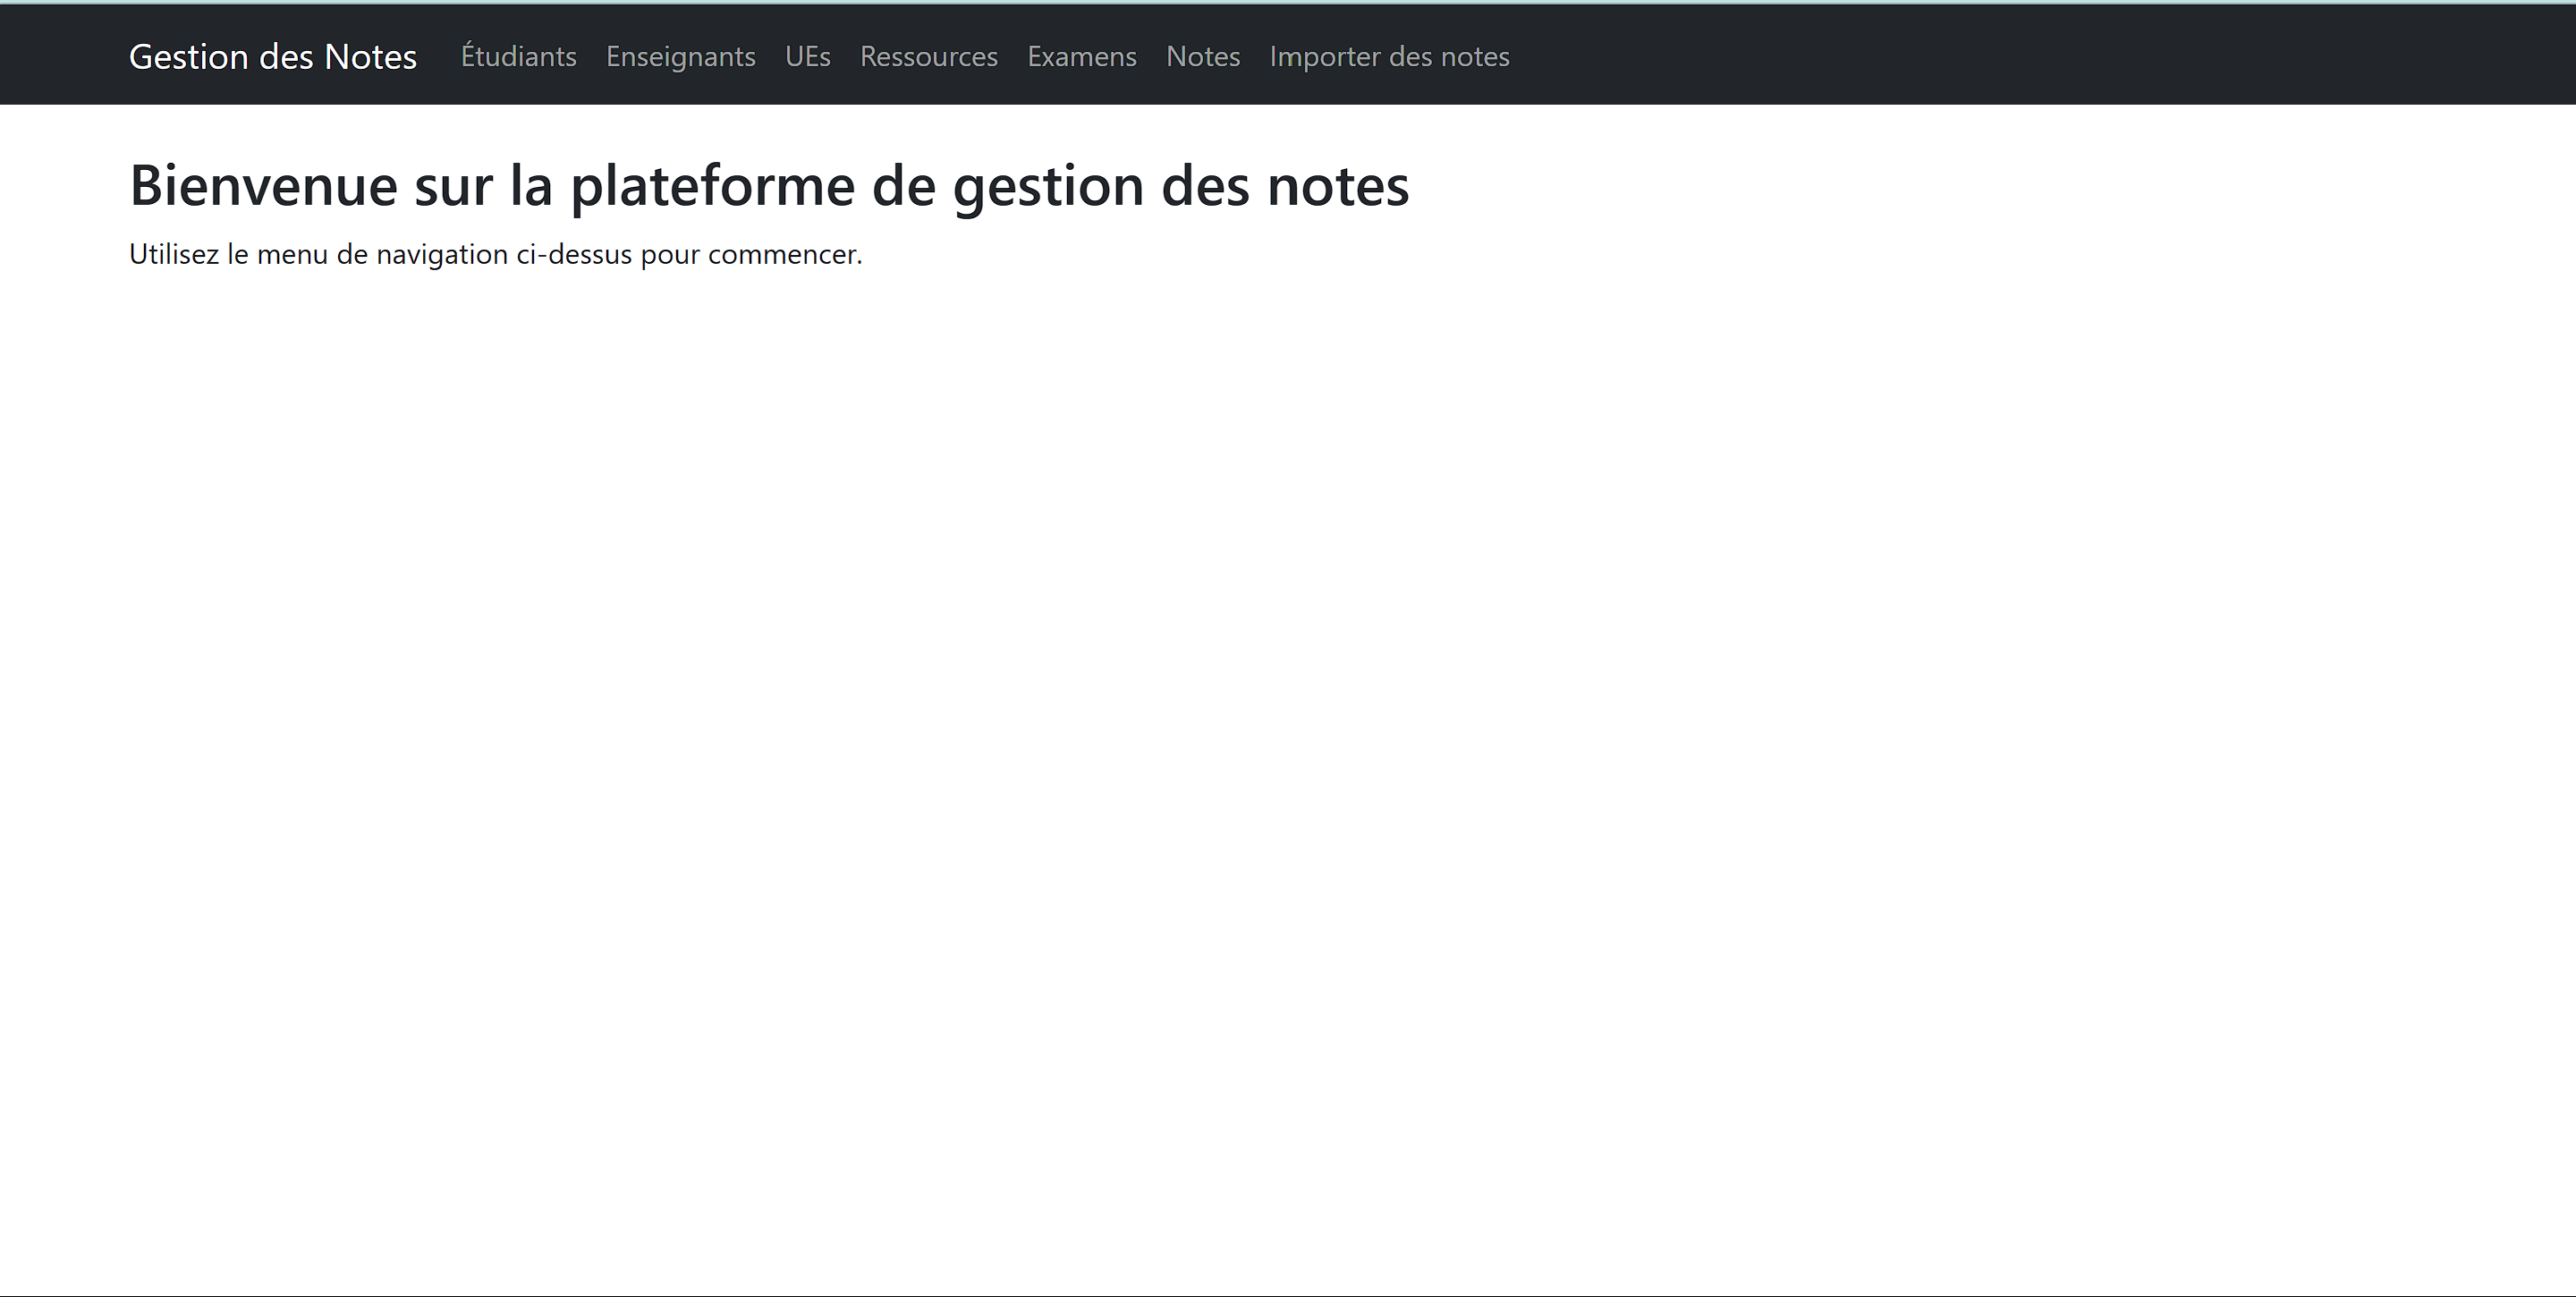 Gestion des Notes Étudiants Enseignants UEs Ressources Examens Notes Importer des notes
Bienvenue sur la plateforme de gestion des notes
Utilisez le menu de navigation ci-dessus pour commencer.